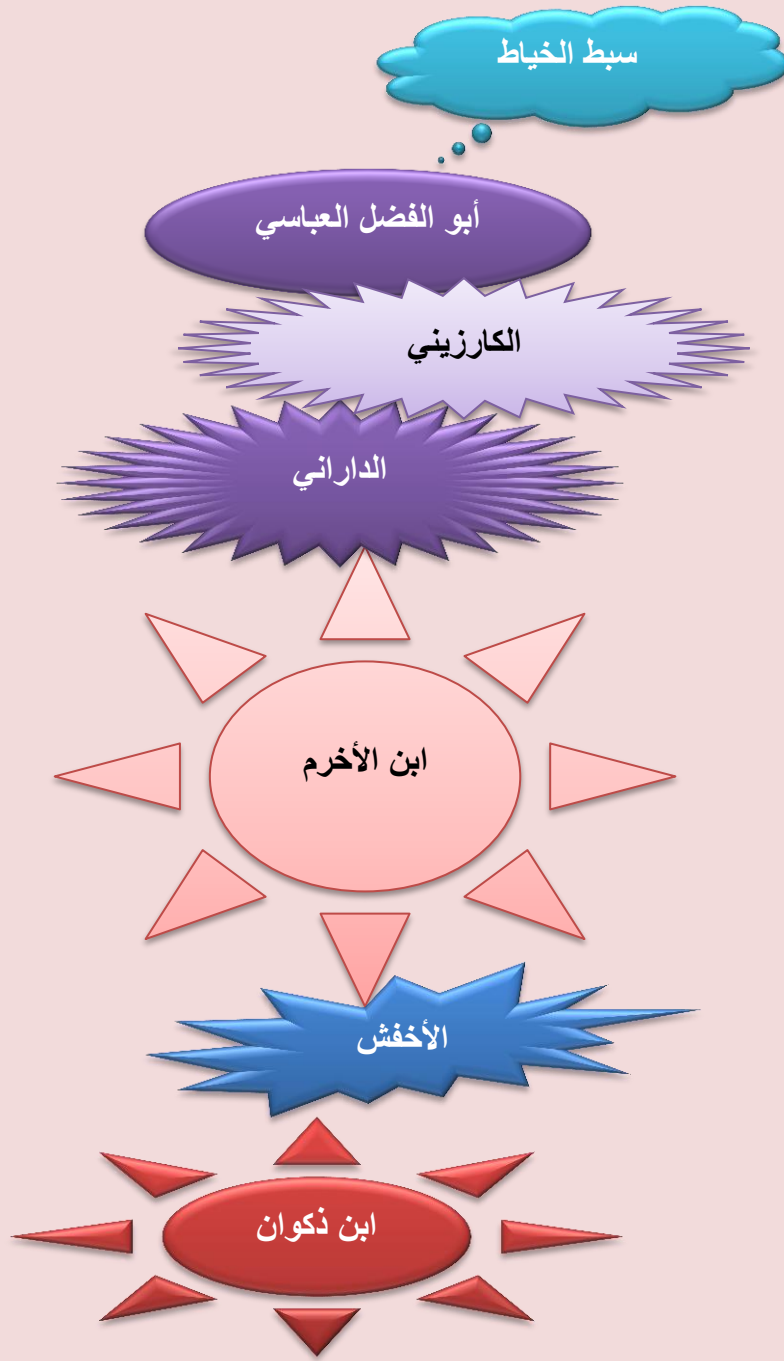 سبط الخياط
أبو الفضل العباسي
الكارزيني
الداراني
ابن الأخرم
الأخفش
ابن ذكوان